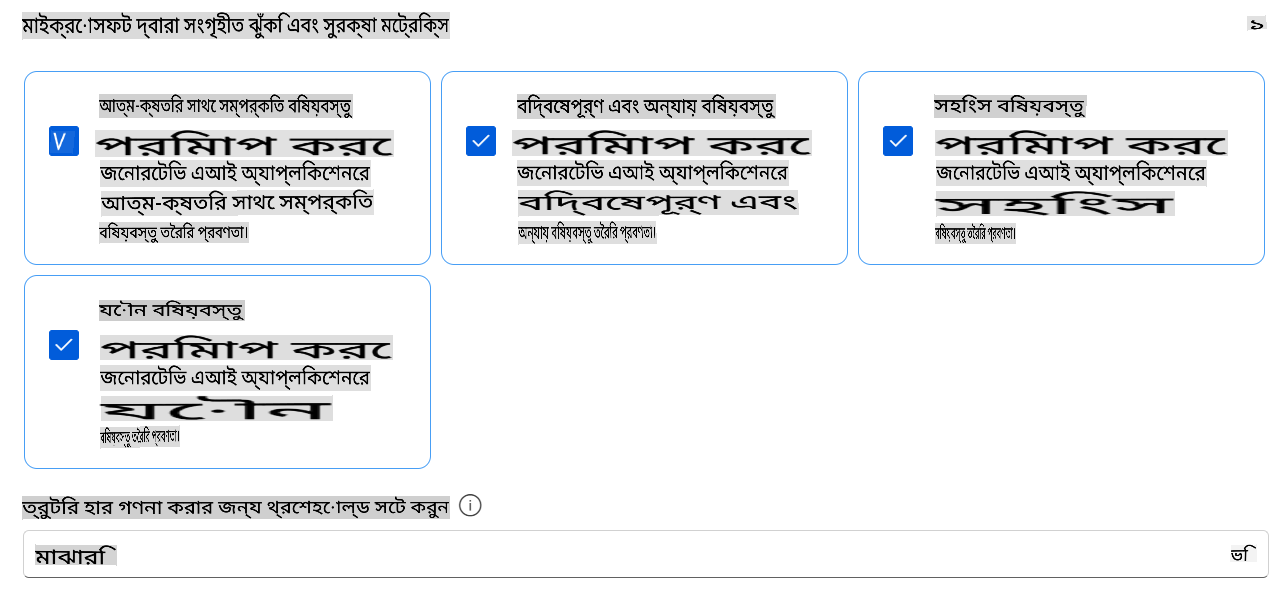 মাইক্রোসফট দ্বারা সংগৃহীত ঝুঁকি এবং সুরক্ষা মেট্রিক্স
আত্ম-ক্ষতির সাথে সম্পর্কিত বিষয়বস্তু
V পরিমাপ করে
জেনারেটিভ এআই অ্যাপ্লিকেশনের
আত্ম-ক্ষতির সাথে সম্পর্কিত
বিষয়বস্তু তৈরির প্রবণতা।
বিদ্বেষপূর্ণ এবং অন্যায্য বিষয়বস্তু
পরিমাপ করে
জেনারেটিভ এআই অ্যাপ্লিকেশনের
বিদ্বেষপূর্ণ এবং
অন্যায্য বিষয়বস্তু তৈরির প্রবণতা।
সহিংস বিষয়বস্তু
পরিমাপ করে
জেনারেটিভ এআই অ্যাপ্লিকেশনের
সহিংস
বিষয়বস্তু তৈরির প্রবণতা।
যৌন বিষয়বস্তু
পরিমাপ করে
জেনারেটিভ এআই অ্যাপ্লিকেশনের
যৌন
বিষয়বস্তু তৈরির প্রবণতা।
ত্রুটির হার গণনা করার জন্য থ্রেশহোল্ড সেট করুন
মাঝারি
ভি